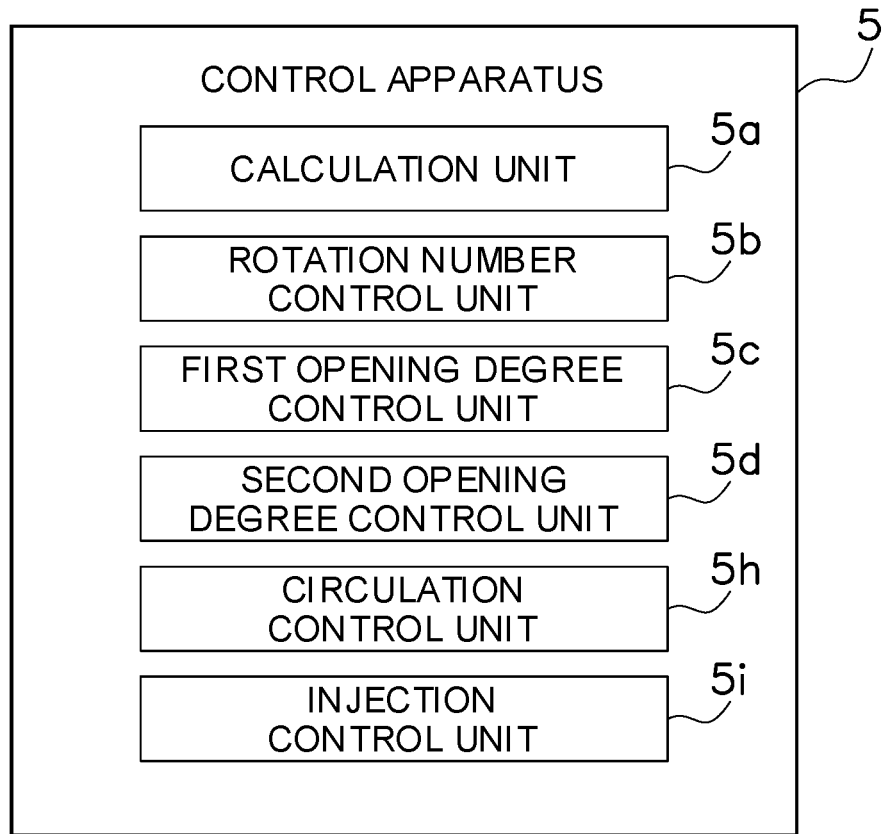 5
CONTROL APPARATUS
5a
CALCULATION UNIT
5b
ROTATION NUMBER
CONTROL UNIT
5c
FIRST OPENING DEGREE
CONTROL UNIT
5d
SECOND OPENING
DEGREE CONTROL UNIT
5h
CIRCULATION
CONTROL UNIT
5i
INJECTION
CONTROL UNIT